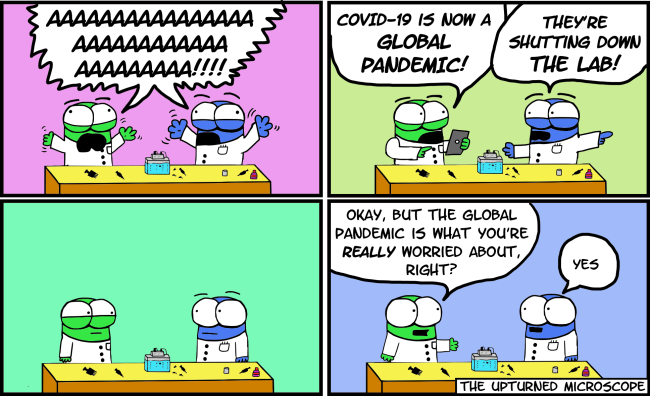 AAAAAAAAAAAAAAAA
AAAAAAAAAAAA
AAAAAAAAA!!!!
COVID-19 IS NOW A
GLOBAL
PANDEMIC!
THEY'RE
SHUTTING DOWN
THE LAB!
OKAY, BUT THE GLOBAL
PANDEMIC IS WHAT YOU'RE
REALLY WORRIED ABOUT,
RIGHT?
YES
THE UPTURNED MICROSCOPE